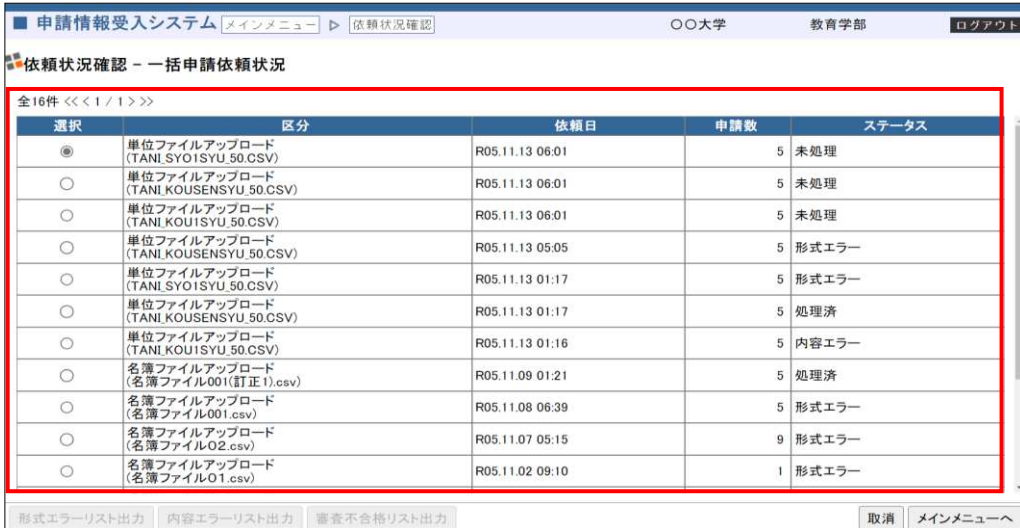 ■ 申請情報受入システム メインメニュー ▷ 依頼状況確認 〇〇大学 教育学部 ログアウト
依頼状況確認 − 一括申請依頼状況
全16件 << < 1 / 1 > >>
選択 区分 依頼日 申請数 ステータス
単位ファイルアップロード
(TANI_SYO1SYU_50.CSV) R05.11.13 06:01 5 未処理
単位ファイルアップロード
(TANI_KOUSENSYU_50.CSV) R05.11.13 06:01 5 未処理
単位ファイルアップロード
(TANI_KOU1SYU_50.CSV) R05.11.13 06:01 5 未処理
単位ファイルアップロード
(TANI_KOUSENSYU_50.CSV) R05.11.13 05:05 5 形式エラー
単位ファイルアップロード
(TANI_SYO1SYU_50.CSV) R05.11.13 01:17 5 形式エラー
単位ファイルアップロード
(TANI_KOUSENSYU_50.CSV) R05.11.13 01:17 5 処理済
単位ファイルアップロード
(TANI_KOU1SYU_50.CSV) R05.11.13 01:16 5 内容エラー
名簿ファイルアップロード
(名簿ファイル001(訂正1).csv) R05.11.09 01:21 5 処理済
名簿ファイルアップロード
(名簿ファイル001.csv) R05.11.08 06:39 5 形式エラー
名簿ファイルアップロード
(名簿ファイル02.csv) R05.11.07 05:15 9 形式エラー
名簿ファイルアップロード
(名簿ファイル01.csv) R05.11.02 09:10 1 形式エラー
形式エラーリスト出力 内容エラーリスト出力 審査不合格リスト出力 取消 メインメニューへ